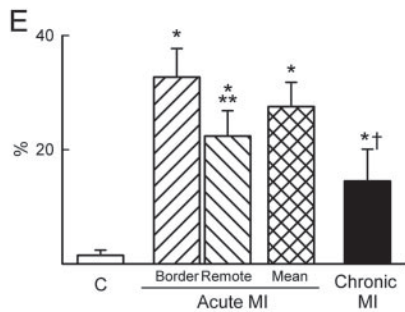 E
40
*
*
**
*
20
*†
%
Border Remote Mean
C Acute MI Chronic MI